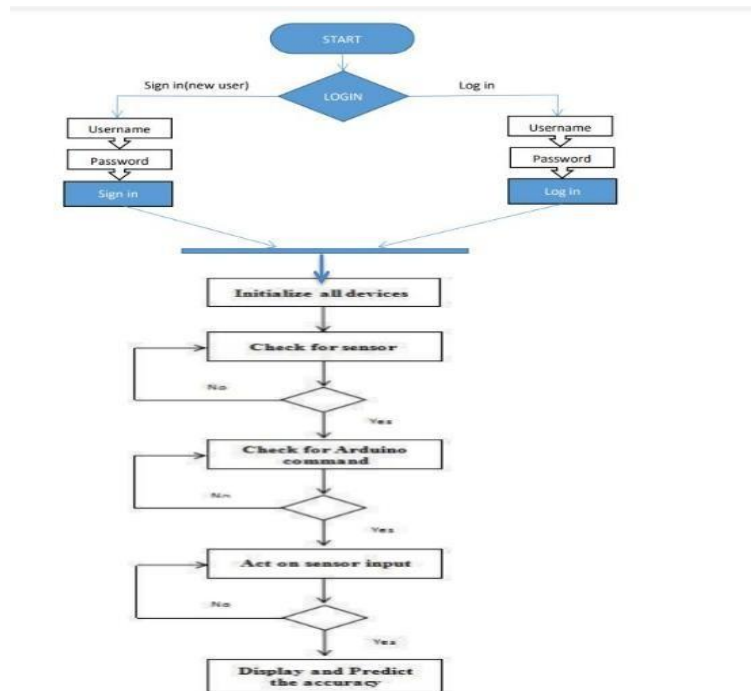 START
Sign in(new user)
LOGIN
Log in
Username
Password
Sign in
Username
Password
Log In
Initialize all devices
Check for sensor
No
Yes
Check for Arduino
command
No
Yes
Act on sensor input
No
Yes
Display and Predict
the accuracy